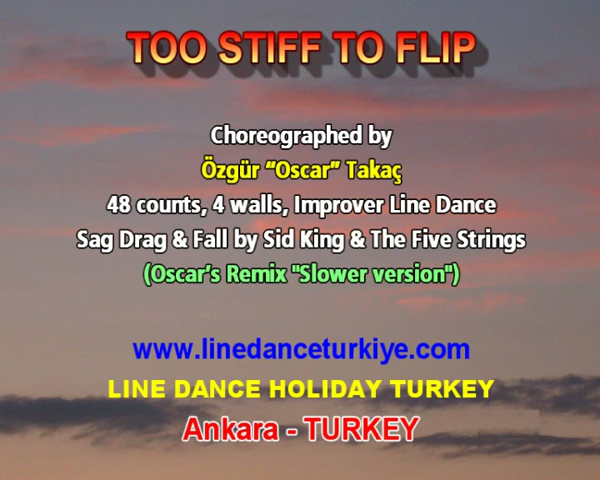 TOO STIFF TO FLIP
Choreographed by
Özgür “Oscar” Takaç
48 counts, 4 walls, Improver Line Dance
Sag Drag & Fall by Sid King & The Five Strings
(Oscar’s Remix "Slower version")
www.linedanceturkiye.com
LINE DANCE HOLIDAY TURKEY
Ankara - TURKEY